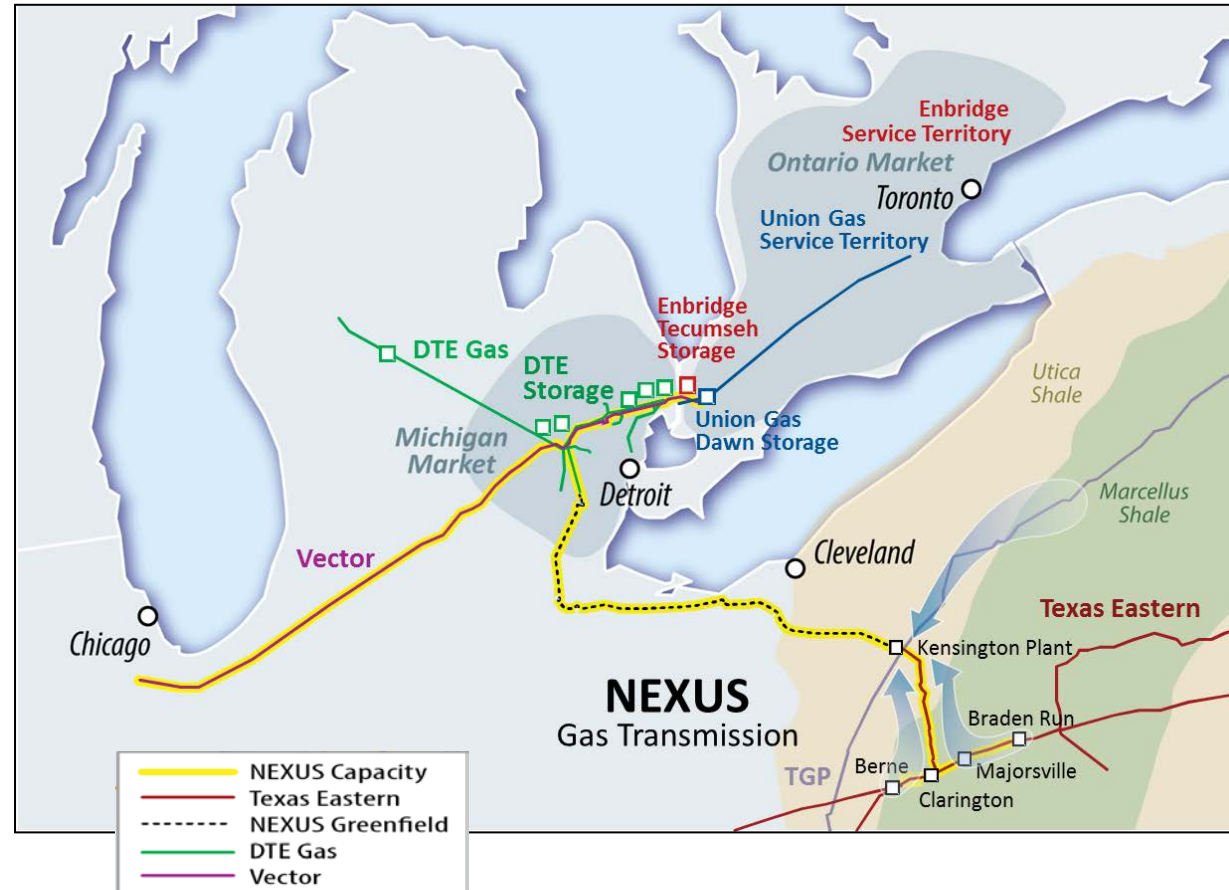 Enbridge
Service Territory
Ontario Market
Toronto
Union Gas
Service Territory
Enbridge
Tecumseh
Storage
DTE Gas
DTE
Storage
Utica
Shale
Union Gas
Dawn Storage
Michigan
Market
Detroit
Marcellus
Shale
Cleveland
Vector
Texas Eastern
Chicago
Kensington Plant
NEXUS
Gas Transmission
Braden Run
TGP
Berne
Majorsville
Clarington
NEXUS Capacity
Texas Eastern
NEXUS Greenfield
DTE Gas
Vector